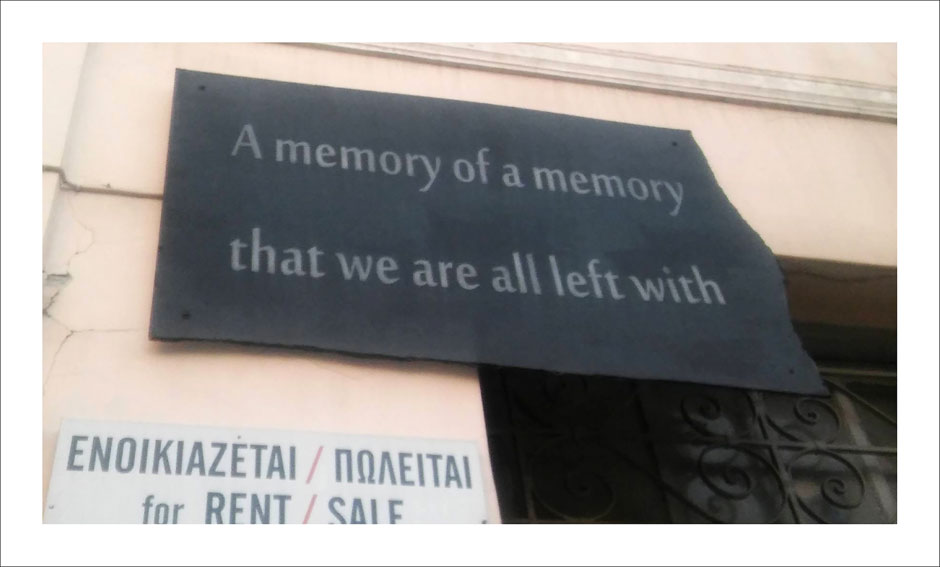 A memory of a memory
that we are all left with
ΕΝΟΙΚΙΑΖΕΤΑΙ / ΠΩΛΕΙΤΑΙ
for RENT / SALE